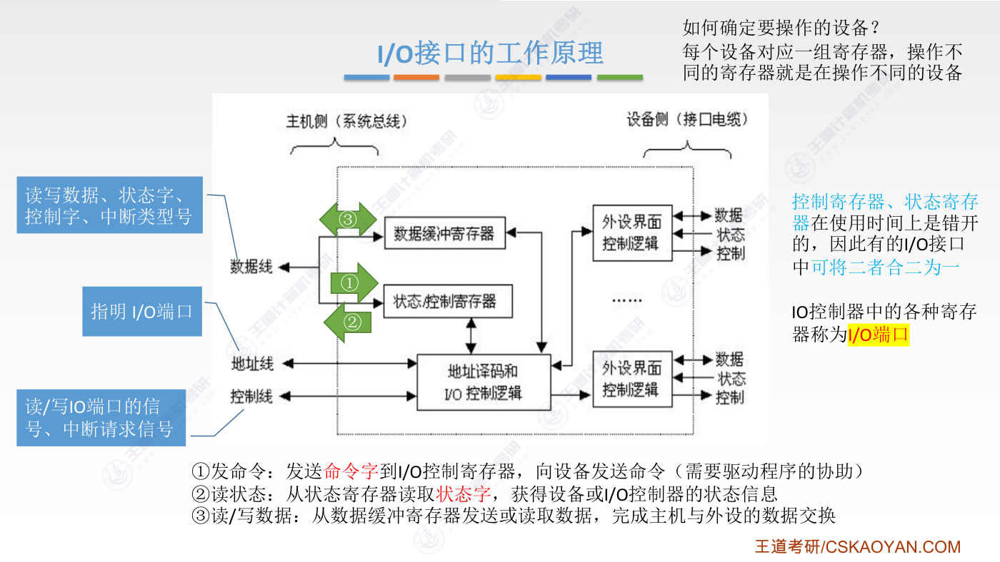 如何确定要操作的设备？
每个设备对应一组寄存器，操作不
同的寄存器就是在操作不同的设备
I/O接口的工作原理
主机侧（系统总线）
设备侧（接口电缆）
读写数据、状态字、
控制字、中断类型号
③
数据缓冲寄存器
外设界面
控制逻辑
数据
状态
控制
控制寄存器、状态寄存
器在使用时间上是错开
的，因此有的I/O接口
中可将二者合二为一
数据线
①
状态/控制寄存器
……
指明 I/O端口
②
IO控制器中的各种寄存
器称为I/O端口
地址线
控制线
地址译码和
I/O 控制逻辑
外设界面
控制逻辑
数据
状态
控制
读/写IO端口的信
号、中断请求信号
①发命令：发送命令字到I/O控制寄存器，向设备发送命令（需要驱动程序的协助）
②读状态：从状态寄存器读取状态字，获得设备或I/O控制器的状态信息
③读/写数据：从数据缓冲寄存器发送或读取数据，完成主机与外设的数据交换
王道考研/CSKAOYAN.COM